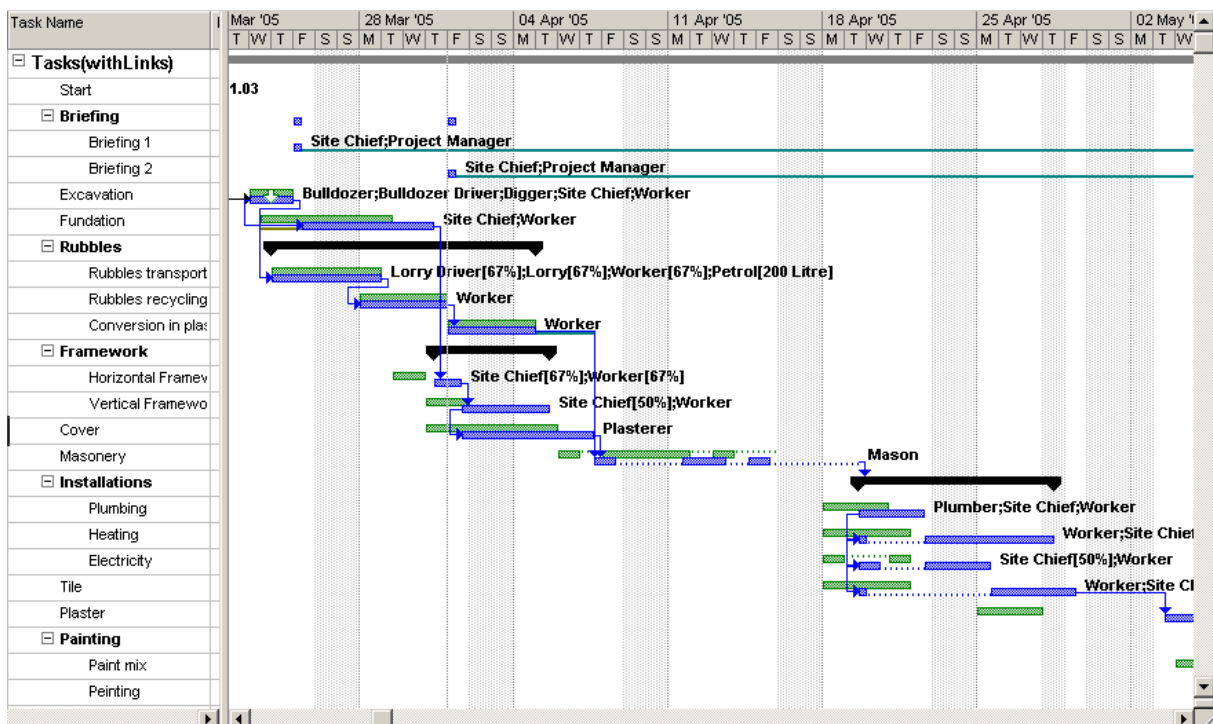 Task Name
Mar '05 28 Mar '05 04 Apr '05 11 Apr '05 18 Apr '05 25 Apr '05 02 May '
T W T F S S M T W T F S S M T W T F S S M T W T F S S M T W T F S S M T W T F S S M T W
Tasks(withLinks)
Start 1.03
Briefing
Briefing 1 Site Chief;Project Manager
Briefing 2 Site Chief;Project Manager
Excavation Bulldozer;Bulldozer Driver;Digger;Site Chief;Worker
Fundation Site Chief;Worker
Rubbles
Rubbles transport Lorry Driver[67%];Lorry[67%];Worker[67%];Petrol[200 Litre]
Rubbles recycling Worker
Conversion in plas Worker
Framework
Horizontal Framew Site Chief[67%];Worker[67%]
Vertical Framewo Site Chief[50%];Worker
Cover Plasterer
Masonery Mason
Installations
Plumbing Plumber;Site Chief;Worker
Heating Worker;Site Chief
Electricity Site Chief[50%];Worker
Tile Worker;Site Cl
Plaster
Painting
Paint mix
Peinting